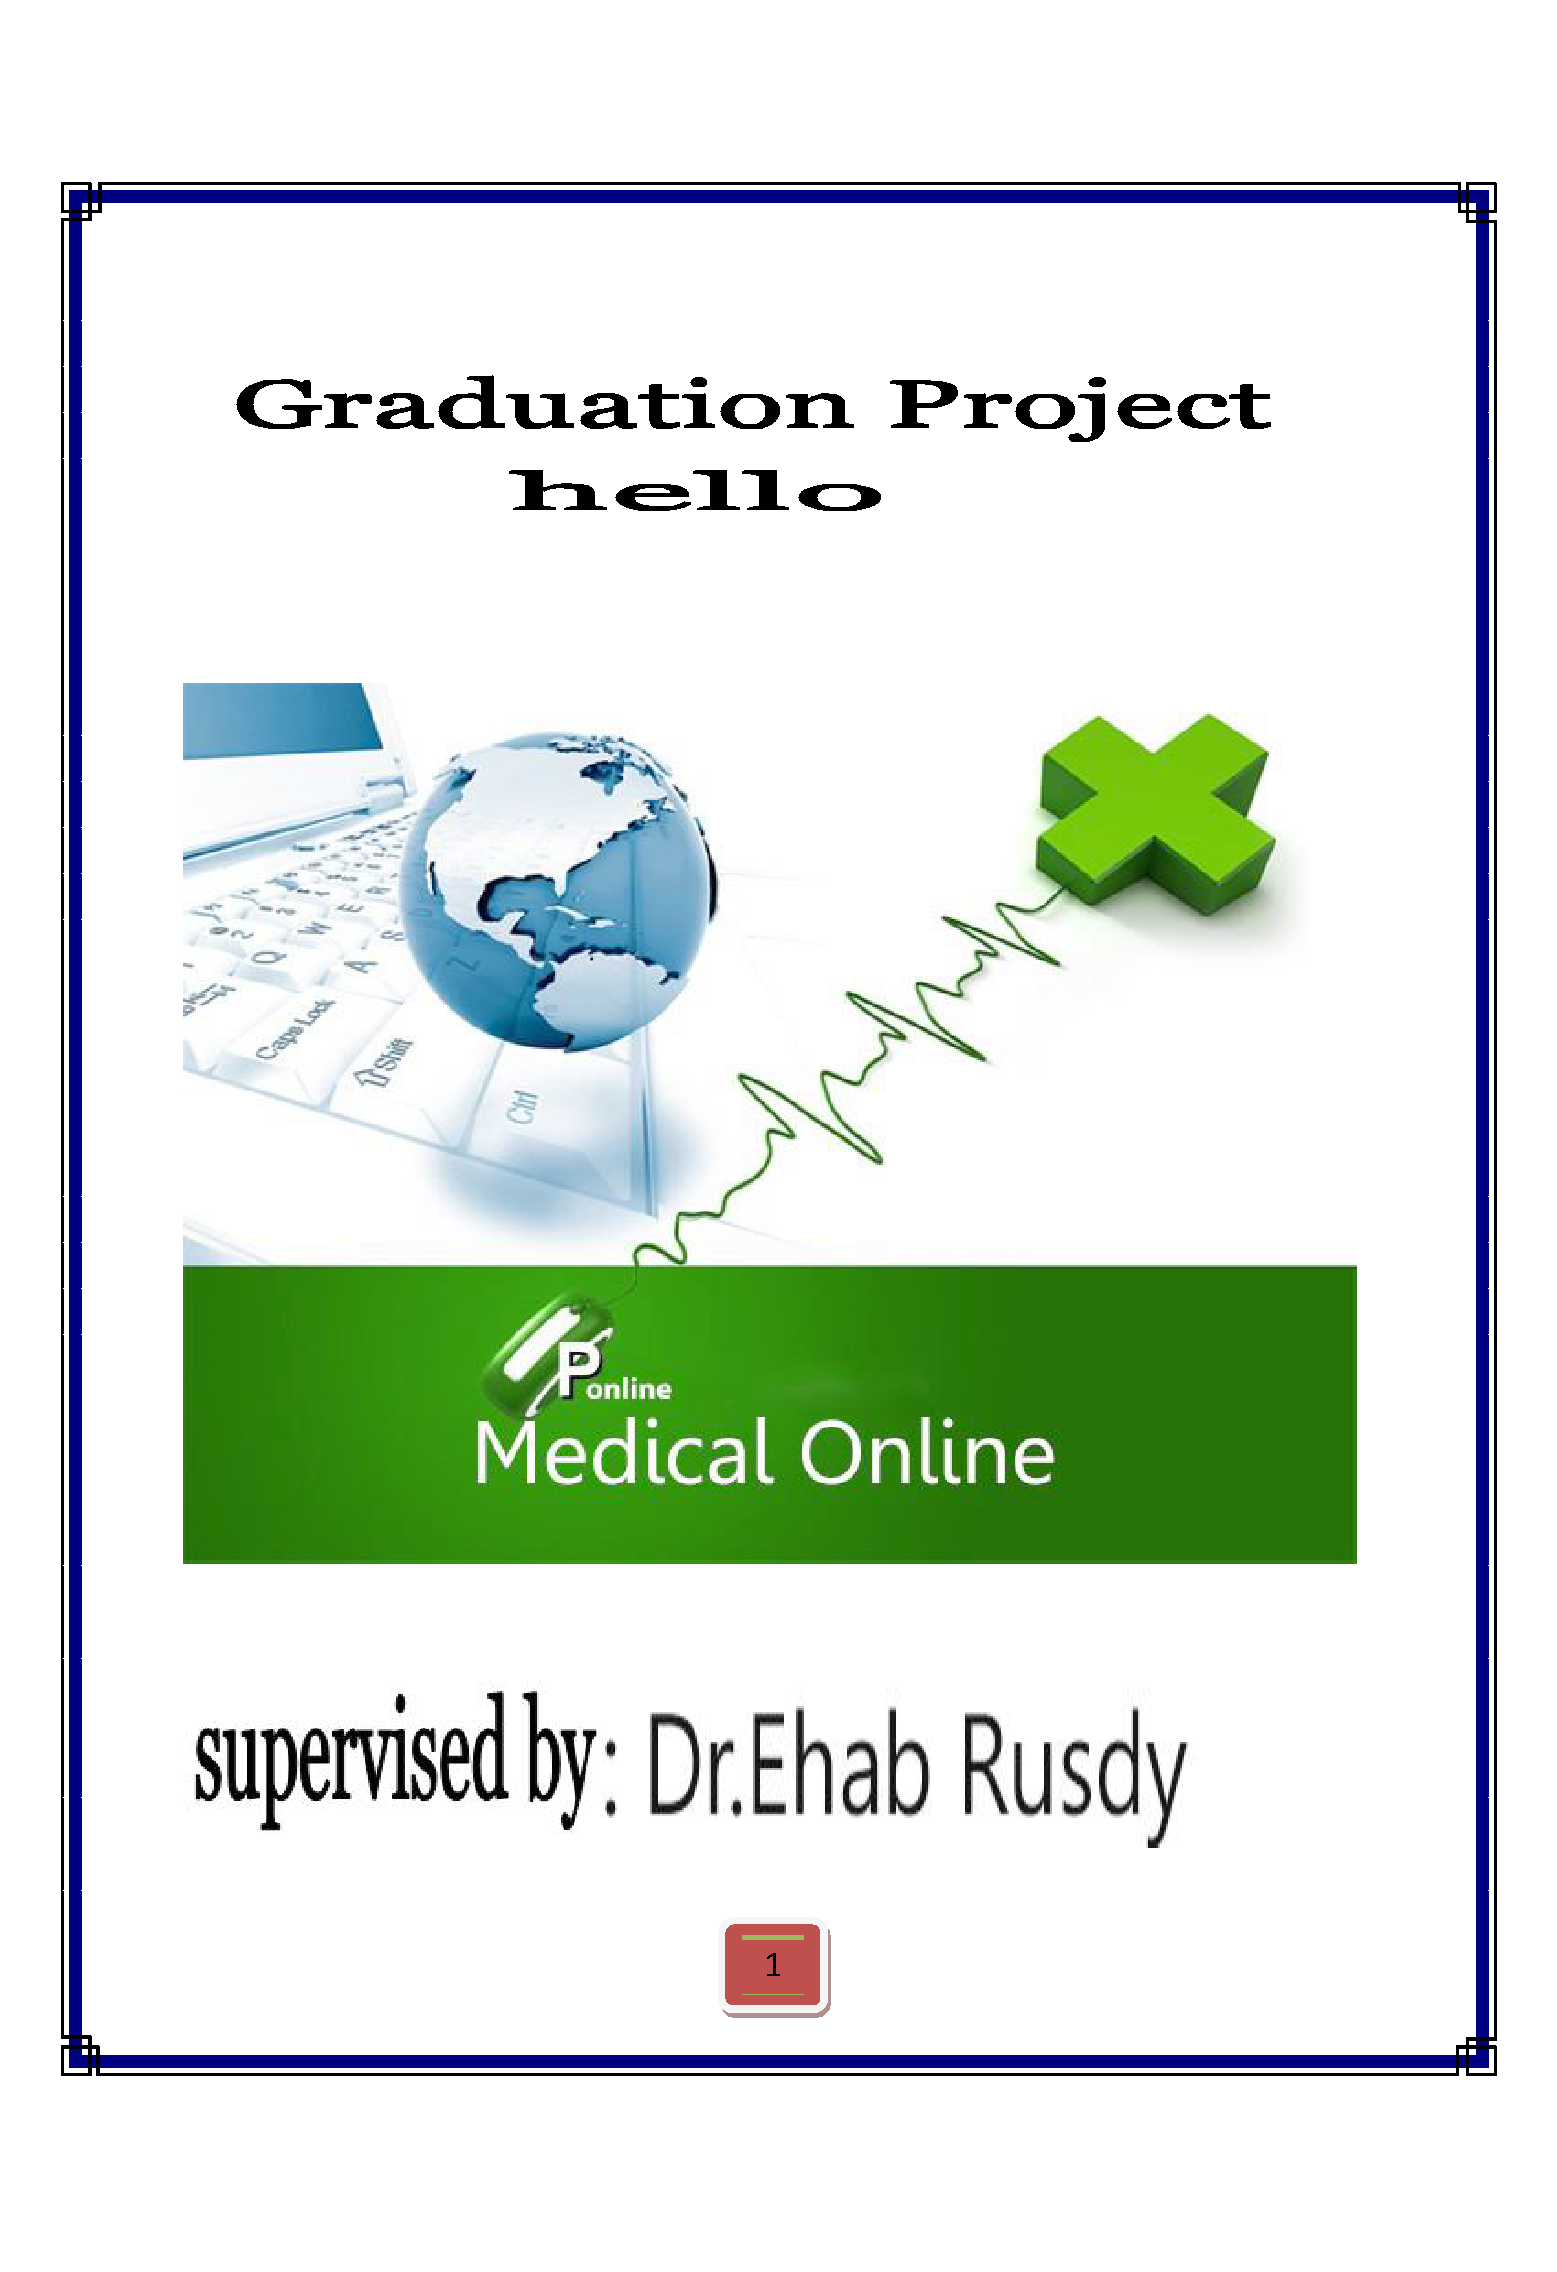 Graduation Project
hello
Q W E R
A S
Z
Caps Lock
Shift
Ctrl
P online
Medical Online
supervised by: Dr.Ehab Rusdy
1